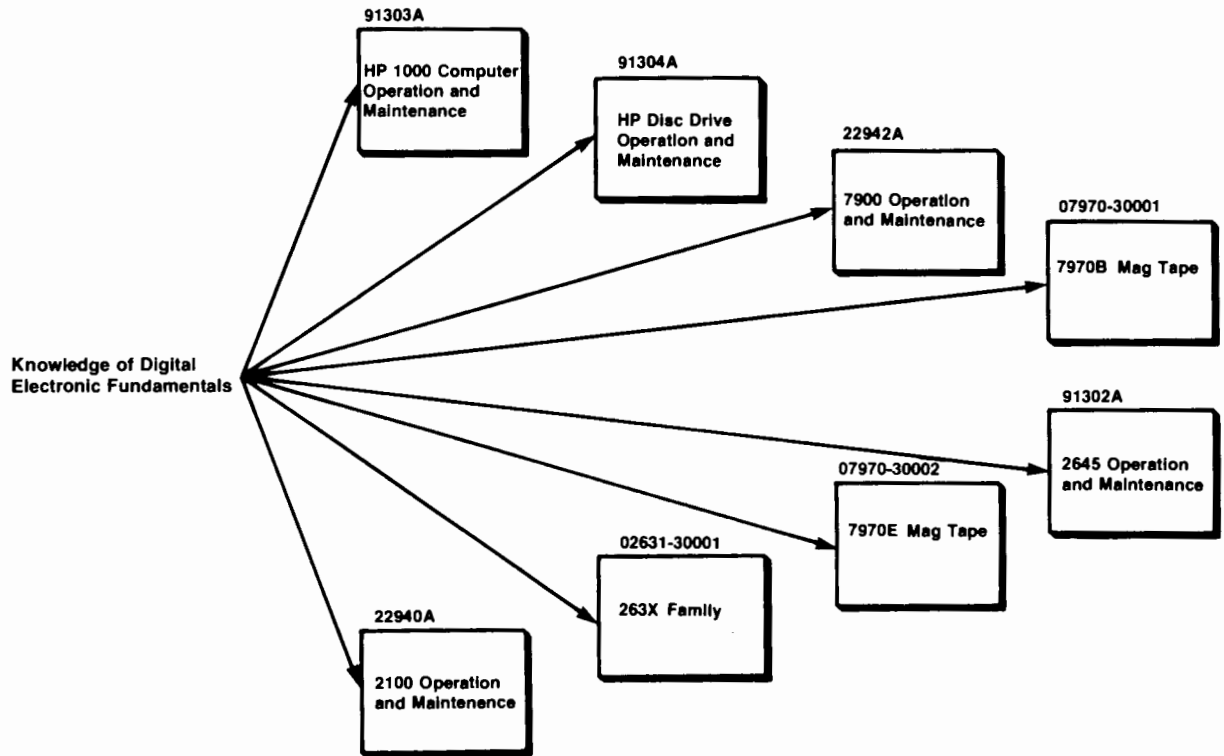 91303A
HP 1000 Computer
Operation and
Maintenance
91304A
HP Disc Drive
Operation and
Maintenance
22942A
7900 Operation
and Maintenance
07970-30001
7970B Mag Tape
Knowledge of Digital
Electronic Fundamentals
91302A
2645 Operation
and Maintenance
07970-30002
7970E Mag Tape
02631-30001
263X Family
22940A
2100 Operation
and Maintenence